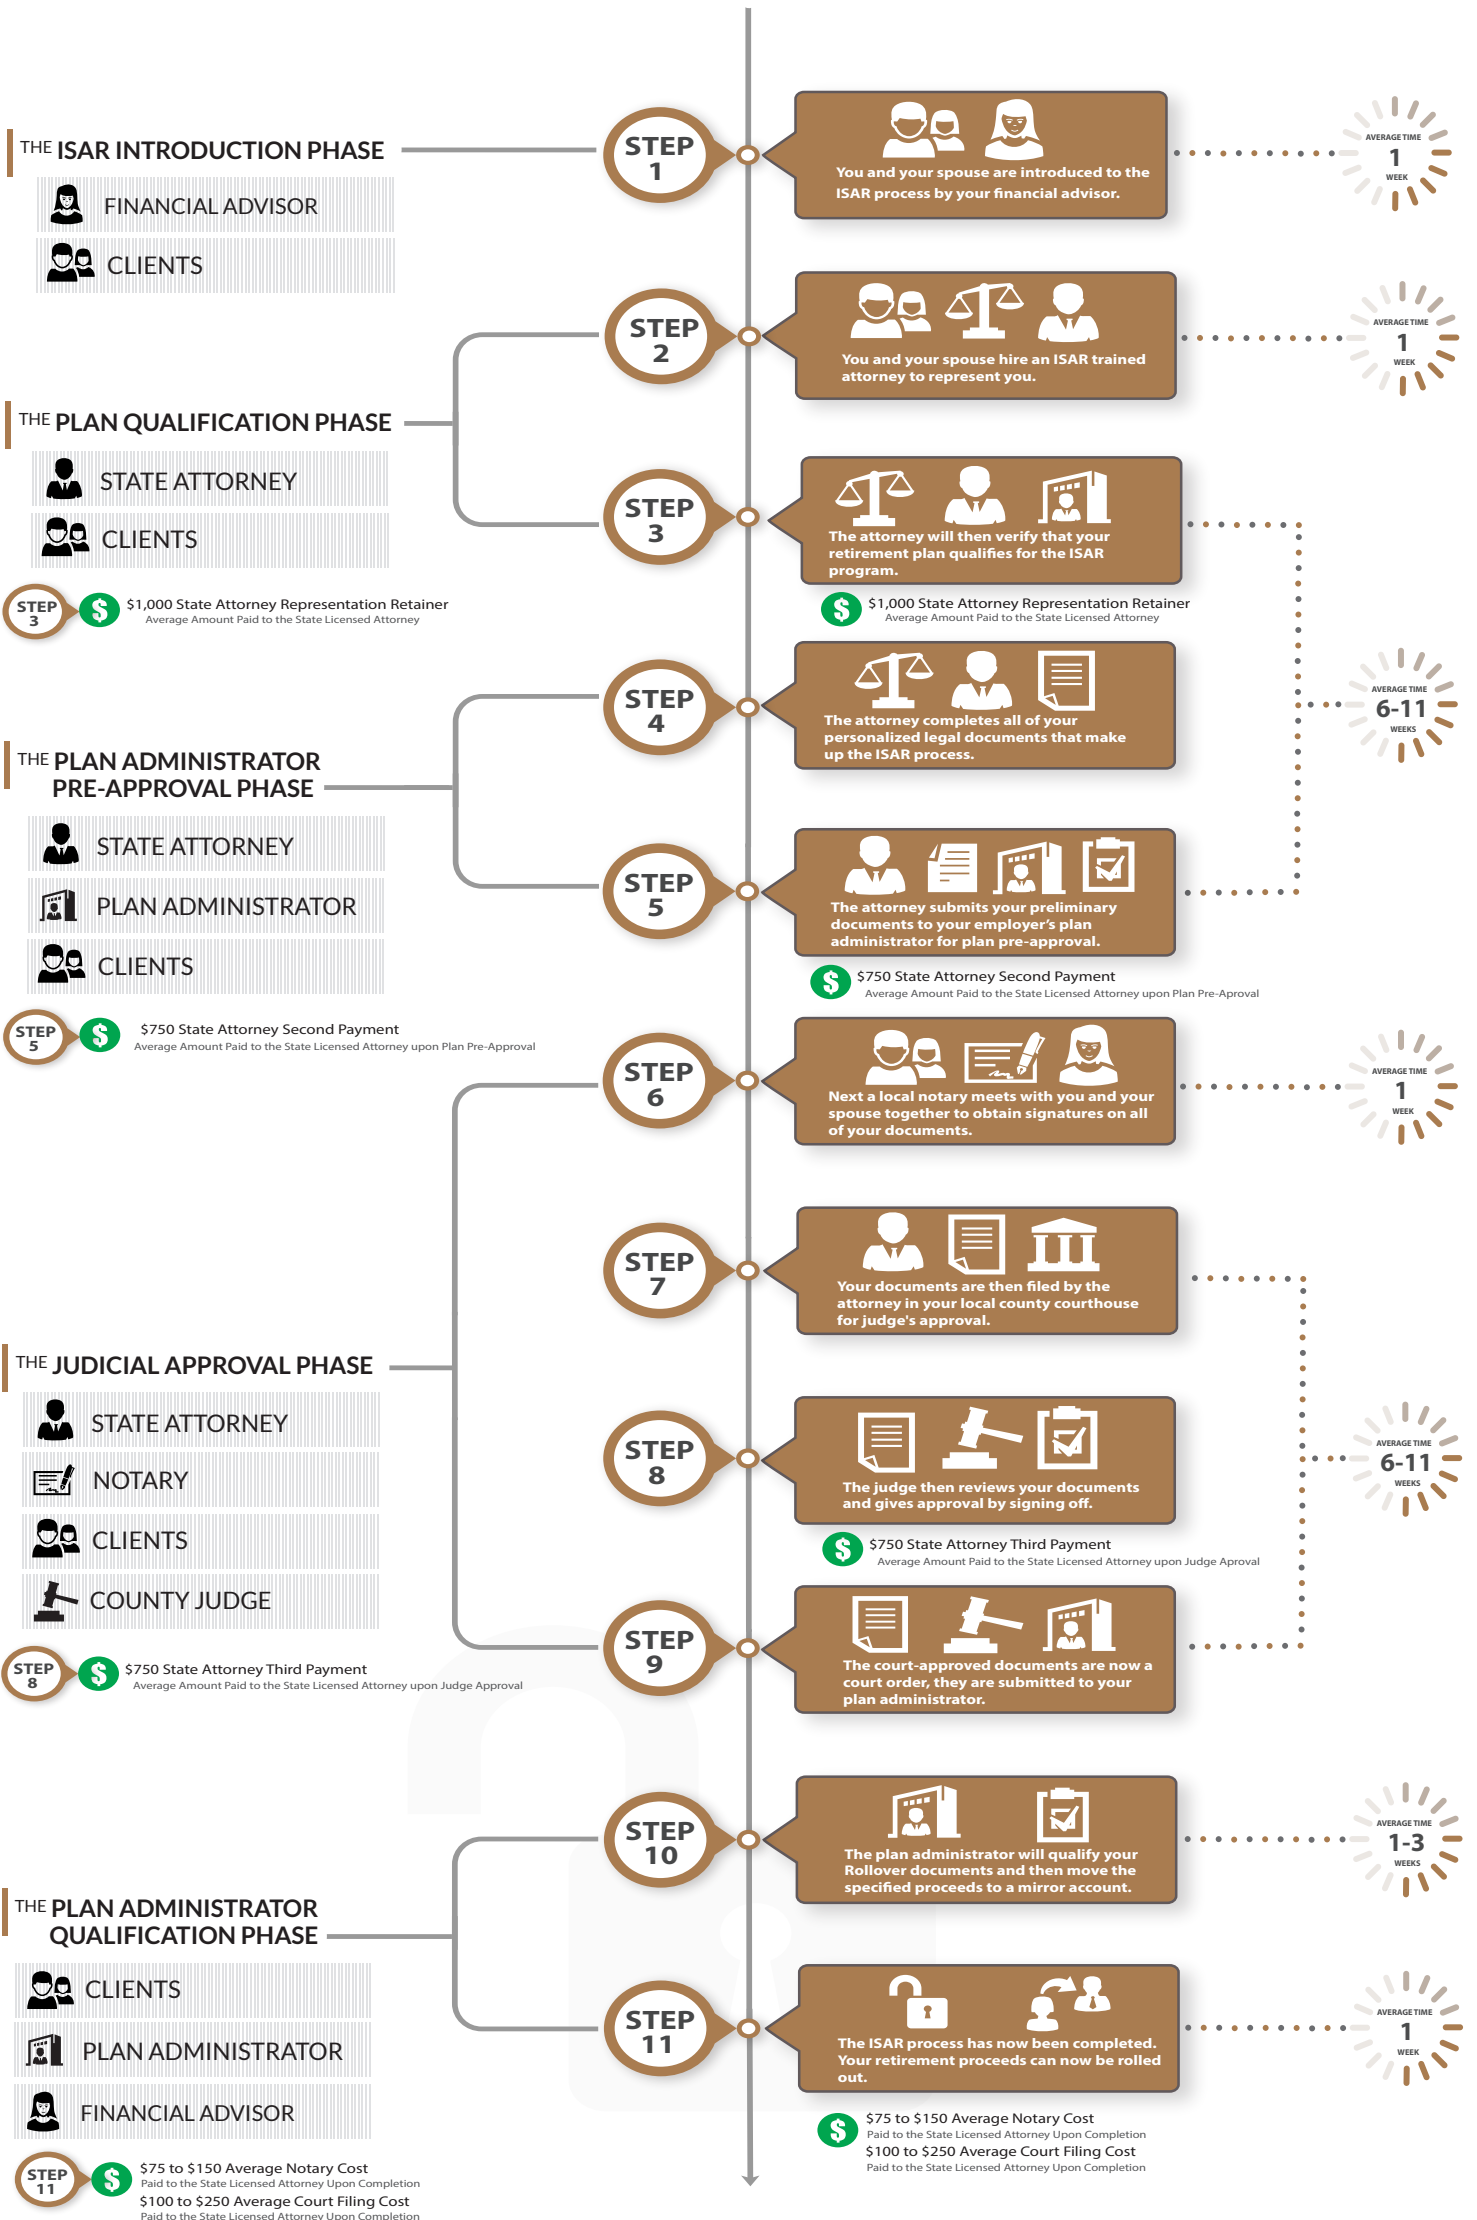 THE ISAR INTRODUCTION PHASE
FINANCIAL ADVISOR
CLIENTS
STEP
1
You and your spouse are introduced to the
ISAR process by your financial advisor.
AVERAGE TIME
1
WEEK
STEP
2
You and your spouse hire an ISAR trained
attorney to represent you.
AVERAGE TIME
1
WEEK
THE PLAN QUALIFICATION PHASE
STATE ATTORNEY
CLIENTS
STEP
3
$1,000 State Attorney Representation Retainer
Average Amount Paid to the State Licensed Attorney
STEP
3
The attorney will then verify that your
retirement plan qualifies for the ISAR
program.
$1,000 State Attorney Representation Retainer
Average Amount Paid to the State Licensed Attorney
STEP
4
The attorney completes all of your
personalized legal documents that make
up the ISAR process.
AVERAGE TIME
6-11
WEEKS
THE PLAN ADMINISTRATOR
PRE-APPROVAL PHASE
STATE ATTORNEY
PLAN ADMINISTRATOR
CLIENTS
STEP
5
$750 State Attorney Second Payment
Average Amount Paid to the State Licensed Attorney upon Plan Pre-Approval
STEP
5
The attorney submits your preliminary
documents to your employer's plan
administrator for plan pre-approval.
$750 State Attorney Second Payment
Average Amount Paid to the State Licensed Attorney upon Plan Pre-Aproval
STEP
6
Next a local notary meets with you and your
spouse together to obtain signatures on all
of your documents.
AVERAGE TIME
1
WEEK
STEP
7
Your documents are then filed by the
attorney in your local county courthouse
for judge's approval.
THE JUDICIAL APPROVAL PHASE
STATE ATTORNEY
NOTARY
CLIENTS
COUNTY JUDGE
STEP
8
$750 State Attorney Third Payment
Average Amount Paid to the State Licensed Attorney upon Judge Approval
STEP
8
The judge then reviews your documents
and gives approval by signing off.
$750 State Attorney Third Payment
Average Amount Paid to the State Licensed Attorney upon Judge Aproval
AVERAGE TIME
6-11
WEEKS
STEP
9
The court-approved documents are now a
court order, they are submitted to your
plan administrator.
STEP
10
The plan administrator will qualify your
Rollover documents and then move the
specified proceeds to a mirror account.
AVERAGE TIME
1-3
WEEKS
THE PLAN ADMINISTRATOR
QUALIFICATION PHASE
CLIENTS
PLAN ADMINISTRATOR
FINANCIAL ADVISOR
STEP
11
$75 to $150 Average Notary Cost
Paid to the State Licensed Attorney Upon Completion
$100 to $250 Average Court Filing Cost
Paid to the State Licensed Attorney Upon Completion
STEP
11
The ISAR process has now been completed.
Your retirement proceeds can now be rolled
out.
AVERAGE TIME
1
WEEK
$75 to $150 Average Notary Cost
Paid to the State Licensed Attorney Upon Completion
$100 to $250 Average Court Filing Cost
Paid to the State Licensed Attorney Upon Completion